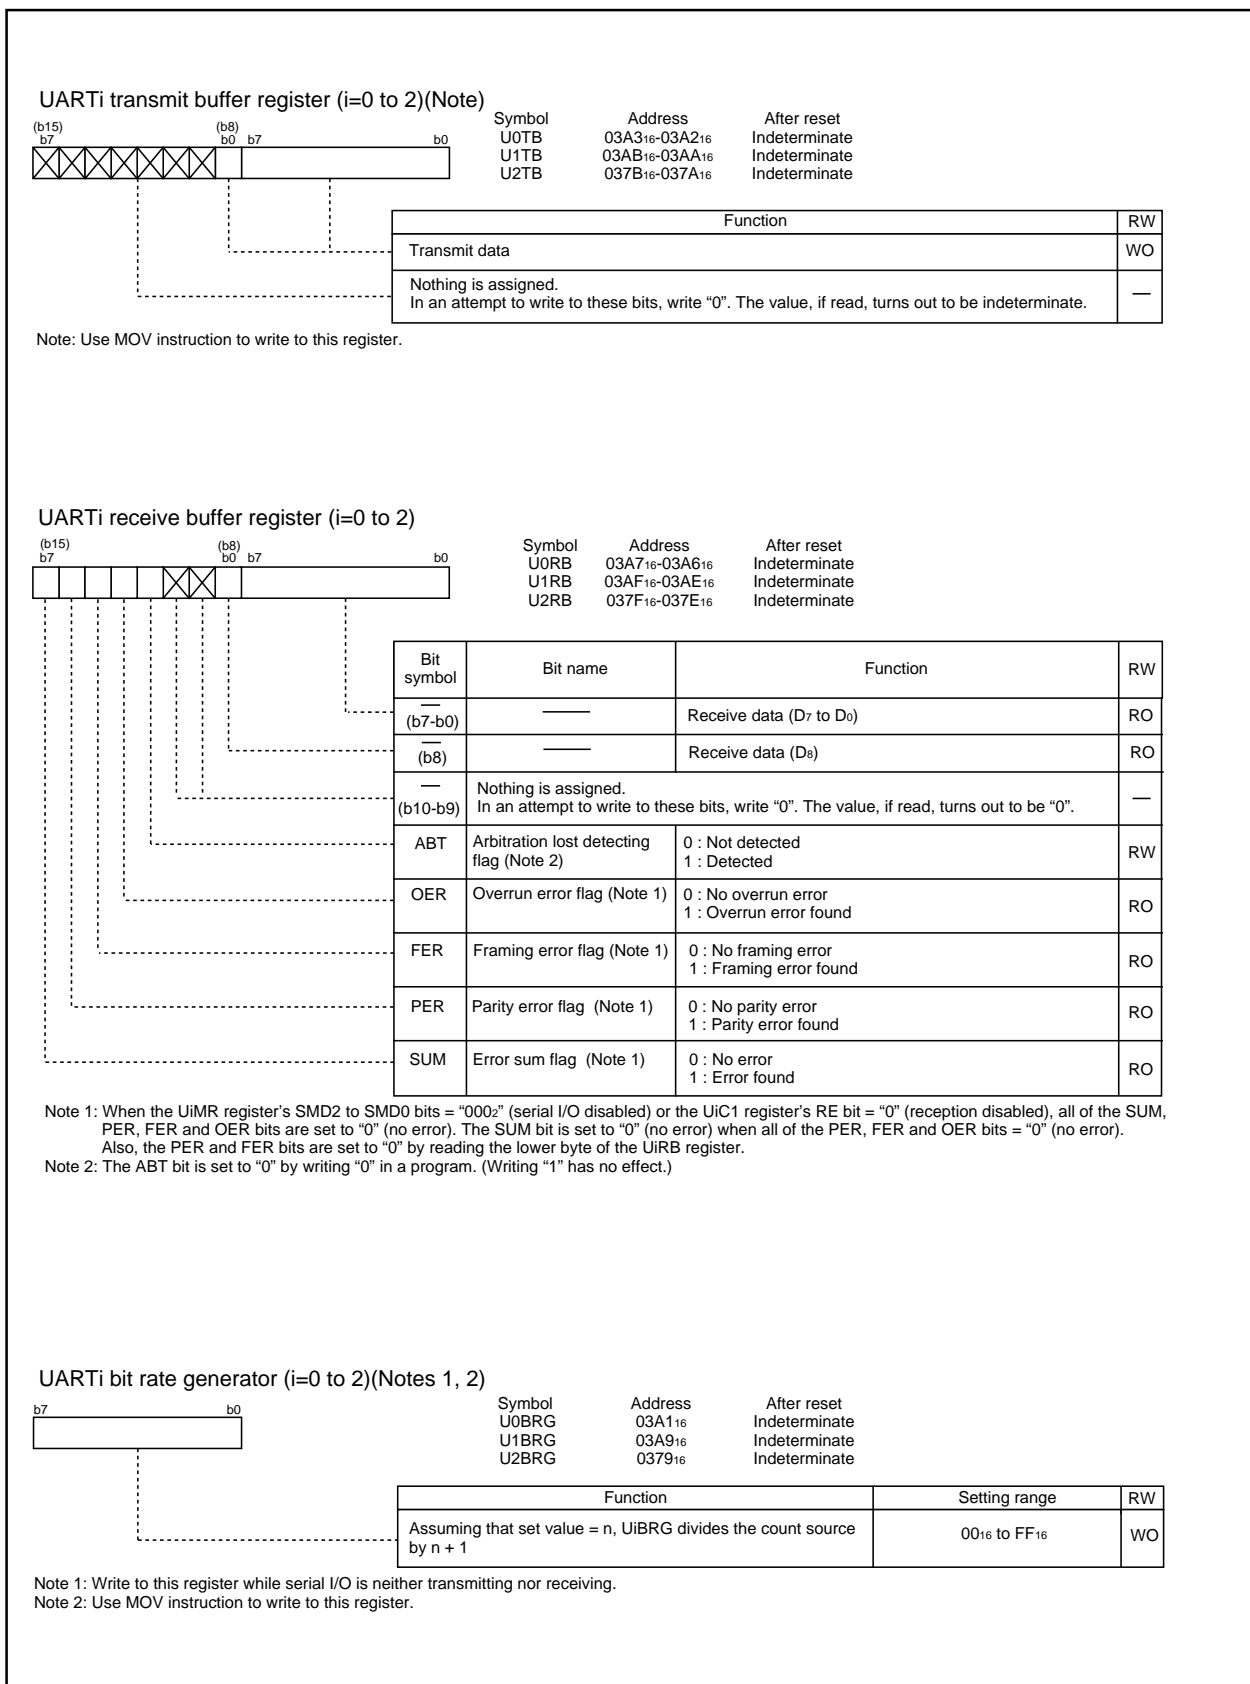 UARTi transmit buffer register (i=0 to 2)(Note)
(b15) (b8)
b7 b0 b7 b0
Symbol Address After reset
U0TB 03A3₁₆-03A2₁₆ Indeterminate
U1TB 03AB₁₆-03AA₁₆ Indeterminate
U2TB 037B₁₆-037A₁₆ Indeterminate
Function RW
Transmit data WO
Nothing is assigned.
In an attempt to write to these bits, write “0”. The value, if read, turns out to be indeterminate. —
Note: Use MOV instruction to write to this register.
UARTi receive buffer register (i=0 to 2)
(b15) (b8)
b7 b0 b7 b0
Symbol Address After reset
U0RB 03A7₁₆-03A6₁₆ Indeterminate
U1RB 03AF₁₆-03AE₁₆ Indeterminate
U2RB 037F₁₆-037E₁₆ Indeterminate
Bit
symbol Bit name Function RW
—
(b7-b0) — Receive data (D₇ to D₀) RO
—
(b8) — Receive data (D₈) RO
—
(b10-b9) Nothing is assigned.
In an attempt to write to these bits, write “0”. The value, if read, turns out to be “0”. —
ABT Arbitration lost detecting 0 : Not detected
flag (Note 2) 1 : Detected RW
OER Overrun error flag (Note 1) 0 : No overrun error
1 : Overrun error found RO
FER Framing error flag (Note 1) 0 : No framing error
1 : Framing error found RO
PER Parity error flag (Note 1) 0 : No parity error
1 : Parity error found RO
SUM Error sum flag (Note 1) 0 : No error
1 : Error found RO
Note 1: When the UiMR register’s SMD2 to SMD0 bits = “000₂” (serial I/O disabled) or the UiC1 register’s RE bit = “0” (reception disabled), all of the SUM,
PER, FER and OER bits are set to “0” (no error). The SUM bit is set to “0” (no error) when all of the PER, FER and OER bits = “0” (no error).
Also, the PER and FER bits are set to “0” by reading the lower byte of the UiRB register.
Note 2: The ABT bit is set to “0” by writing “0” in a program. (Writing “1” has no effect.)
UARTi bit rate generator (i=0 to 2)(Notes 1, 2)
b7 b0
Symbol Address After reset
U0BRG 03A1₁₆ Indeterminate
U1BRG 03A9₁₆ Indeterminate
U2BRG 0379₁₆ Indeterminate
Function Setting range RW
Assuming that set value = n, UiBRG divides the count source
by n + 1 00₁₆ to FF₁₆ WO
Note 1: Write to this register while serial I/O is neither transmitting nor receiving.
Note 2: Use MOV instruction to write to this register.